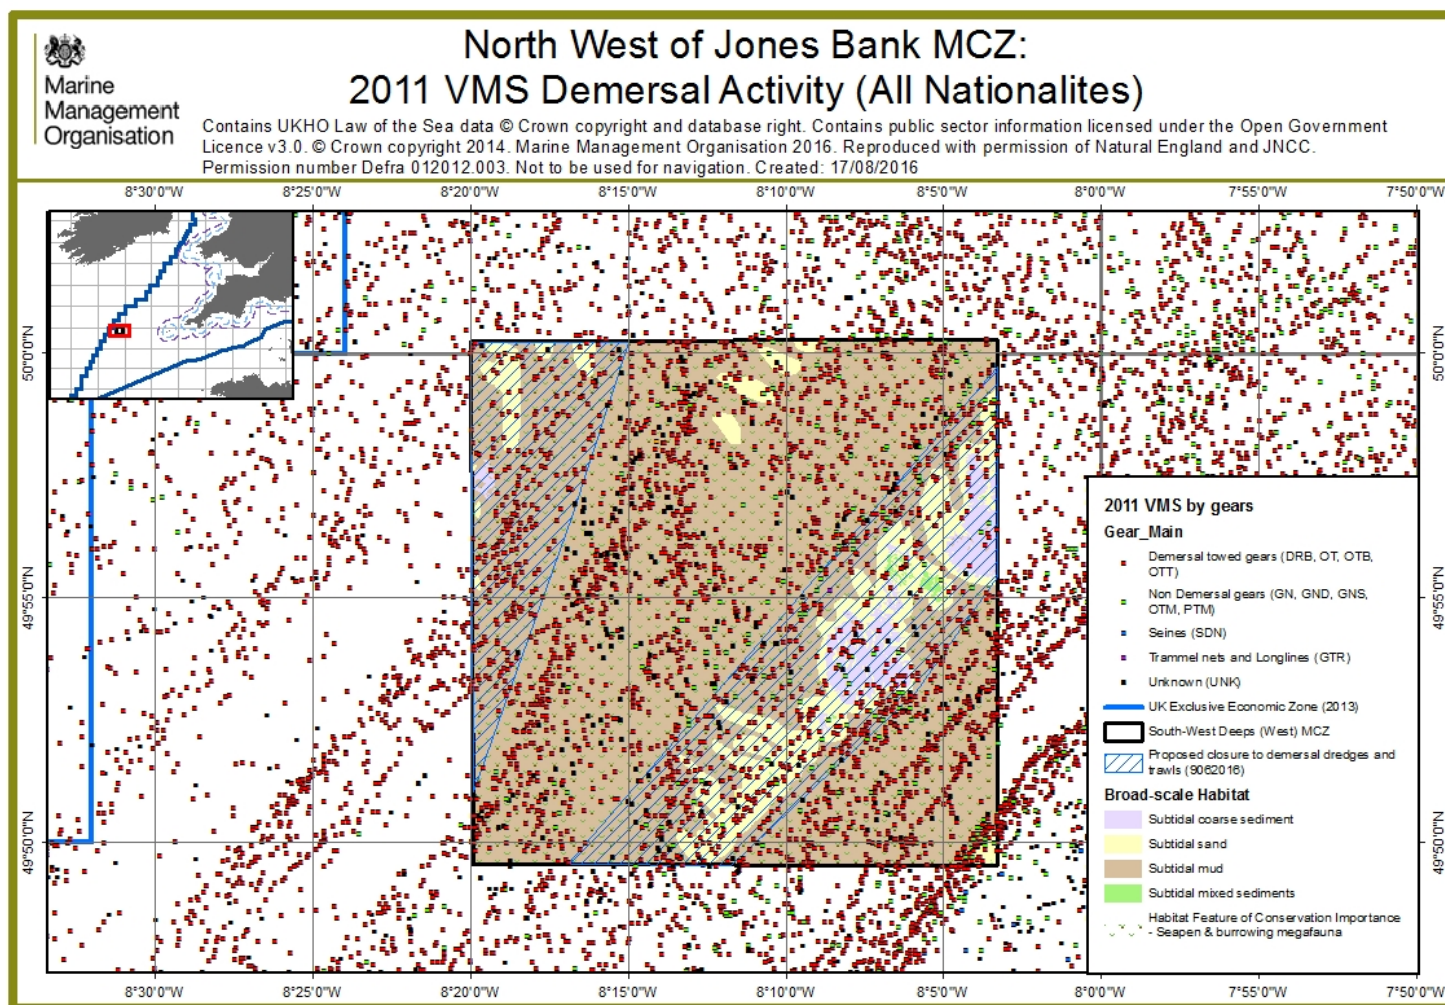 North West of Jones Bank MCZ:
2011 VMS Demersal Activity (All Nationalites)
Marine
Management
Organisation
Contains UKHO Law of the Sea data © Crown copyright and database right. Contains public sector information licensed under the Open Government
Licence v3.0. © Crown copyright 2014. Marine Management Organisation 2016. Reproduced with permission of Natural England and JNCC.
Permission number Defra 012012.003. Not to be used for navigation. Created: 17/08/2016
8°30'0"W 8°25'0"W 8°20'0"W 8°15'0"W 8°10'0"W 8°5'0"W 8°0'0"W 7°55'0"W 7°50'0"W
50°0'0"N 50°0'0"N
49°55'0"N 49°55'0"N
49°50'0"N 49°50'0"N
2011 VMS by gears
Gear_Main
Demersal towed gears (DRB, OT, OTB,
OTT)
Non Demersal gears (GN, GND, GNS,
OTM, PTM)
Seines (SDN)
Trammel nets and Longlines (GTR)
Unknown (UNK)
UK Exclusive Economic Zone (2013)
South-West Deeps (West) MCZ
Proposed closure to demersal dredges and
trawls (9062016)
Broad-scale Habitat
Subtidal coarse sediment
Subtidal sand
Subtidal mud
Subtidal mixed sediments
Habitat Feature of Conservation Importance
- Seapen & burrowing megafauna
8°30'0"W 8°25'0"W 8°20'0"W 8°15'0"W 8°10'0"W 8°5'0"W 8°0'0"W 7°55'0"W 7°50'0"W